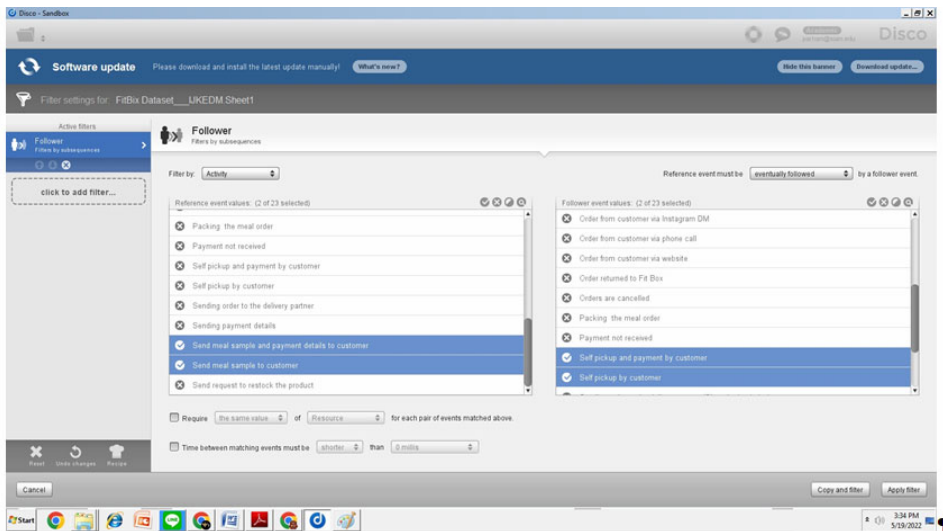 Disco - Sandbox
Academic
Disco
Software update
Please download and install the latest update manually!
What's new?
Hide this banner
Download update...
Filter settings for: FitBix Dataset___IJKEDM.Sheet1
Active filters
Follower
Filters by subsequences
click to add filter...
Follower
Filters by subsequences
Filter by: Activity
Reference event must be eventually followed by a follower event.
Reference event values: (2 of 23 selected)
Packing the meal order
Payment not received
Self pickup and payment by customer
Self pickup by customer
Sending order to the delivery partner
Sending payment details
Send meal sample and payment details to customer
Send meal sample to customer
Send request to restock the product
Follower event values: (2 of 23 selected)
Order from customer via Instagram DM
Order from customer via phone call
Order from customer via website
Order returned to Fit Box
Orders are cancelled
Packing the meal order
Payment not received
Self pickup and payment by customer
Self pickup by customer
Require the same value of Resource for each pair of events matched above.
Time between matching events must be shorter than 0 millis
Reset Undo changes Recipe
Cancel
Copy and filter
Apply filter
Start
3:34 PM
5/19/2022